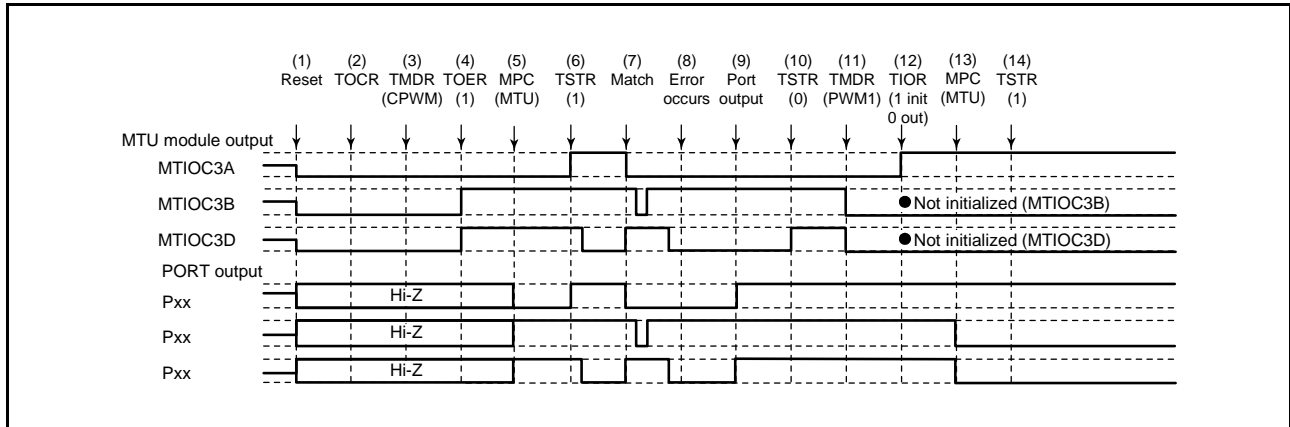 (1) (2) (3) (4) (5) (6) (7) (8) (9) (10) (11) (12) (13) (14)
Reset TOCR TMDR TOER MPC TSTR Match Error Port TSTR TMDR TIOR MPC TSTR
(CPWM) (1) (MTU) (1) occurs output (0) (PWM1) (1 init (MTU) (1)
0 out)
MTU module output
MTIOC3A
MTIOC3B
Not initialized (MTIOC3B)
MTIOC3D
Not initialized (MTIOC3D)
PORT output
Pxx Hi-Z
Pxx Hi-Z
Pxx Hi-Z